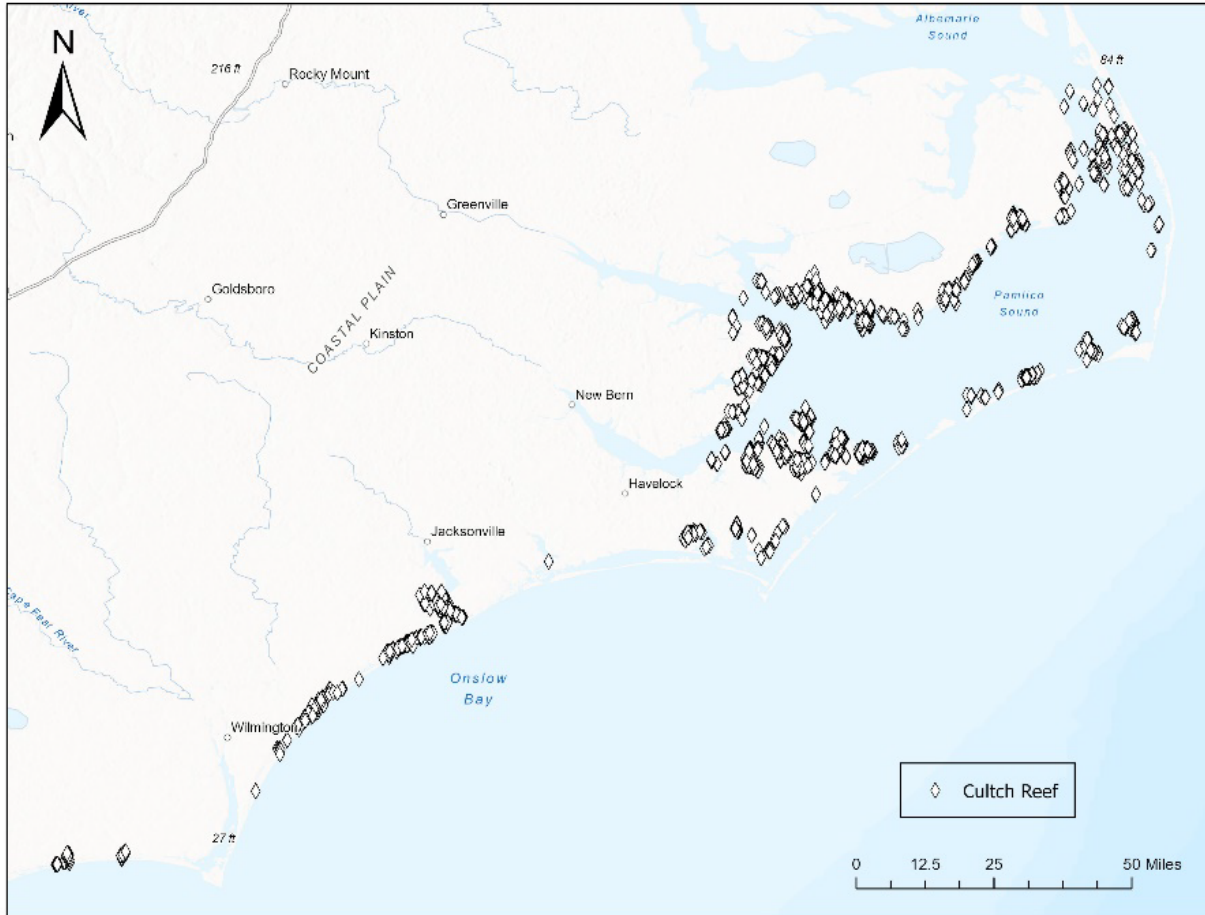 Albemarle
Sound
84 ft
N
216 ft
Rocky Mount
Greenville
Goldsboro
COASTAL PLAIN
Kinston
Pamlico
Sound
New Bern
Havelock
Jacksonville
Cape Fear River
Onslow
Bay
Wilmington
Cultch Reef
27 ft
0 12.5 25 50 Miles